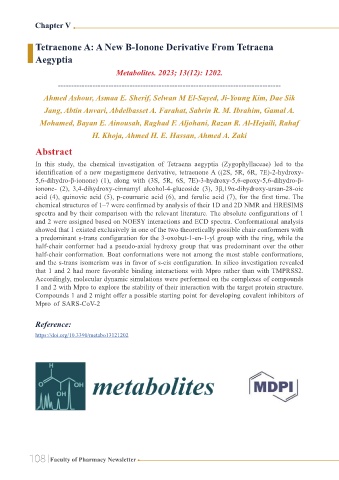 Chapter V
Tetraenone A: A New B-Ionone Derivative From Tetraena
Aegyptia
Metabolites. 2023; 13(12): 1202.
--------------------------------------------------------------------------------
Ahmed Ashour, Asmaa E. Sherif, Selwan M El-Sayed, Ji-Young Kim, Dae Sik
Jang, Abtin Anvari, Abdelbasset A. Farahat, Sabrin R. M. Ibrahim, Gamal A.
Mohamed, Bayan E. Ainousah, Raghad F. Aljohani, Razan R. Al-Hejaili, Rahaf
H. Khoja, Ahmed H. E. Hassan, Ahmed A. Zaki
Abstract
In this study, the chemical investigation of Tetraena aegyptia (Zygophyllaceae) led to the
identification of a new megastigmene derivative, tetraenone A ((2S, 5R, 6R, 7E)-2-hydroxy-
5,6-dihydro-β-ionone) (1), along with (3S, 5R, 6S, 7E)-3-hydroxy-5,6-epoxy-5,6-dihydro-β-
ionone- (2), 3,4-dihydroxy-cinnamyl alcohol-4-glucoside (3), 3β,19α-dihydroxy-ursan-28-oic
acid (4), quinovic acid (5), p-coumaric acid (6), and ferulic acid (7), for the first time. The
chemical structures of 1–7 were confirmed by analysis of their 1D and 2D NMR and HRESIMS
spectra and by their comparison with the relevant literature. The absolute configurations of 1
and 2 were assigned based on NOESY interactions and ECD spectra. Conformational analysis
showed that 1 existed exclusively in one of the two theoretically possible chair conformers with
a predominant s-trans configuration for the 3-oxobut-1-en-1-yl group with the ring, while the
half-chair conformer had a pseudo-axial hydroxy group that was predominant over the other
half-chair conformation. Boat conformations were not among the most stable conformations,
and the s-trans isomerism was in favor of s-cis configuration. In silico investigation revealed
that 1 and 2 had more favorable binding interactions with Mpro rather than with TMPRSS2.
Accordingly, molecular dynamic simulations were performed on the complexes of compounds
1 and 2 with Mpro to explore the stability of their interaction with the target protein structure.
Compounds 1 and 2 might offer a possible starting point for developing covalent inhibitors of
Mpro of SARS-CoV-2
Reference:
https://doi.org/10.3390/metabo13121202
H
O
OH
OH
metabolites
MDPI
108 Faculty of Pharmacy Newsletter